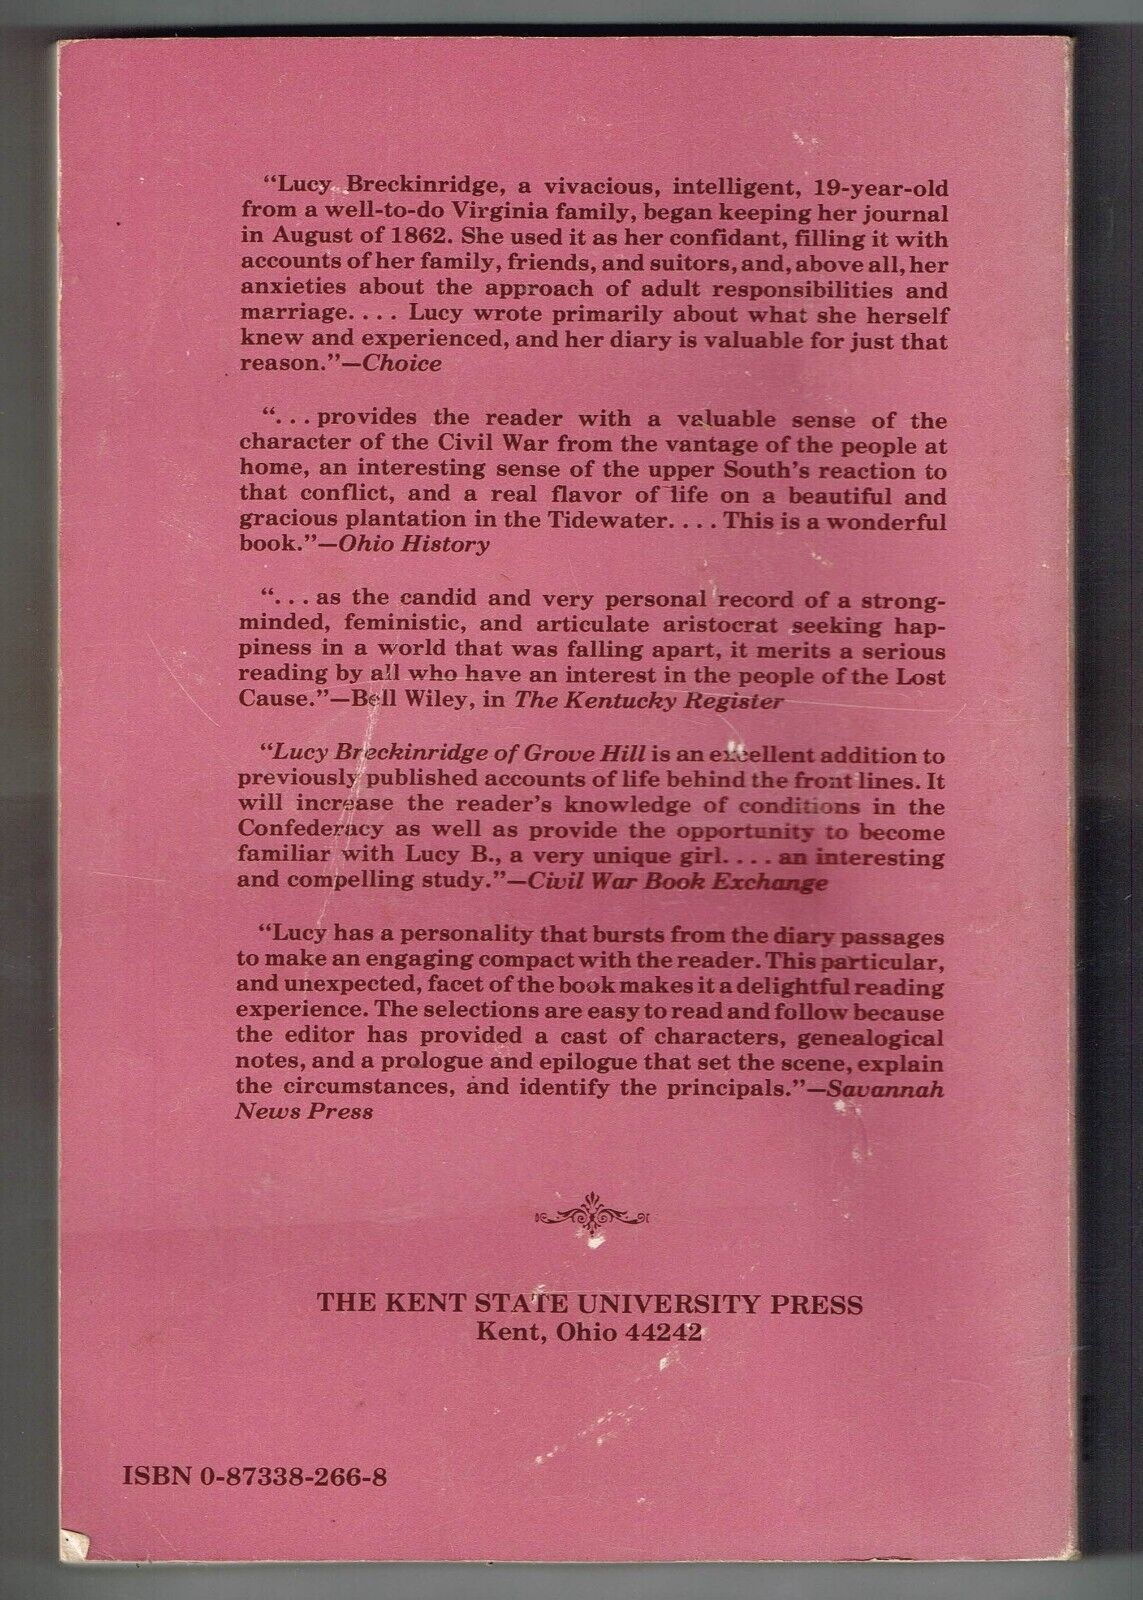 “Lucy Breckinridge, a vivacious, intelligent, 19-year-old
from a well-to-do Virginia family, began keeping her journal
in August of 1862. She used it as her confidant, filling it with
accounts of her family, friends, and suitors, and, above all, her
anxieties about the approach of adult responsibilities and
marriage. . . . Lucy wrote primarily about what she herself
knew and experienced, and her diary is valuable for just that
reason.”—Choice
“. . . provides the reader with a valuable sense of the
character of the Civil War from the vantage of the people at
home, an interesting sense of the upper South’s reaction to
that conflict, and a real flavor of life on a beautiful and
gracious plantation in the Tidewater. . . . This is a wonderful
book.”—Ohio History
“. . . as the candid and very personal record of a strong-
minded, feministic, and articulate aristocrat seeking hap-
piness in a world that was falling apart, it merits a serious
reading by all who have an interest in the people of the Lost
Cause.”—Bell Wiley, in The Kentucky Register
“Lucy Breckinridge of Grove Hill is an excellent addition to
previously published accounts of life behind the front lines. It
will increase the reader’s knowledge of conditions in the
Confederacy as well as provide the opportunity to become
familiar with Lucy B., a very unique girl. . . . an interesting
and compelling study.”—Civil War Book Exchange
“Lucy has a personality that bursts from the diary passages
to make an engaging compact with the reader. This particular,
and unexpected, facet of the book makes it a delightful reading
experience. The selections are easy to read and follow because
the editor has provided a cast of characters, genealogical
notes, and a prologue and epilogue that set the scene, explain
the circumstances, and identify the principals.”—Savannah
News Press
THE KENT STATE UNIVERSITY PRESS
Kent, Ohio 44242
ISBN 0-87338-266-8